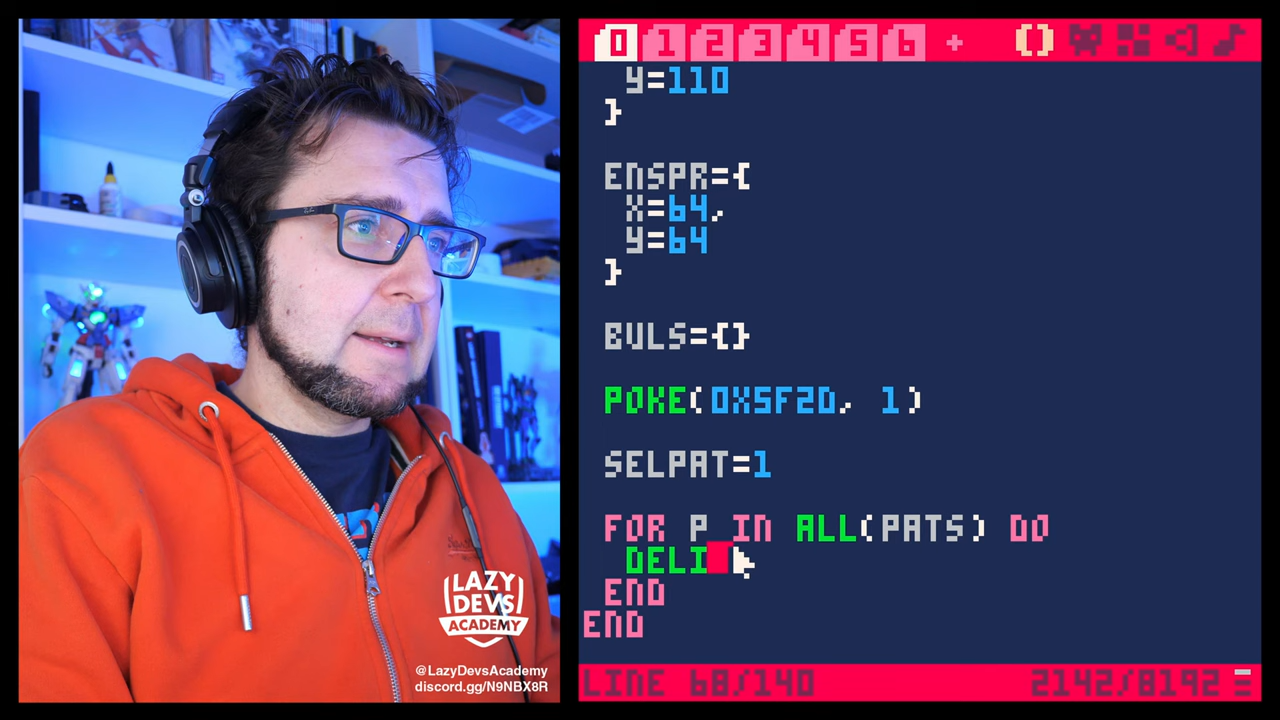 LAZY
DEVS
ACADEMY
@LazyDevsAcademy
discord.gg/N9NBX8R
0 1 2 3 4 5 6 + ()
Y=110
}
ENSPR={
X=64,
Y=64
}
BULS={}
POKE(0X5F2D, 1)
SELPAT=1
FOR P IN ALL(PATS) DO
DELI
END
END
LINE 68/140
2142/8192